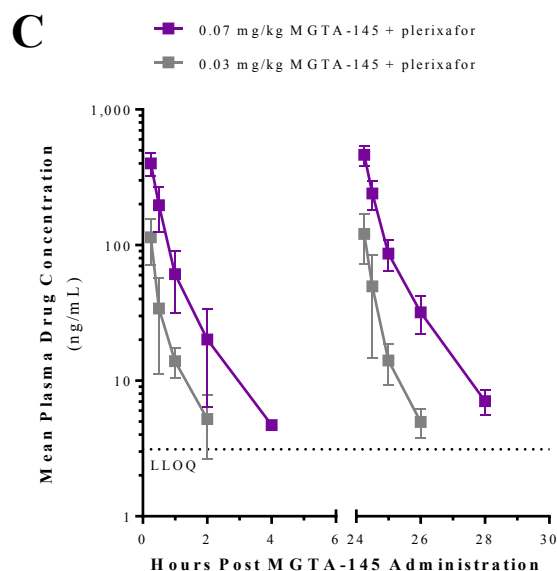 C
0.07 mg/kg MGTA-145 + plerixafor
0.03 mg/kg MGTA-145 + plerixafor
Mean Plasma Drug Concentration
(ng/mL)
1,000
100
10
1
LLOQ
0 2 4 6 24 26 28 30
Hours Post MGTA-145 Administration